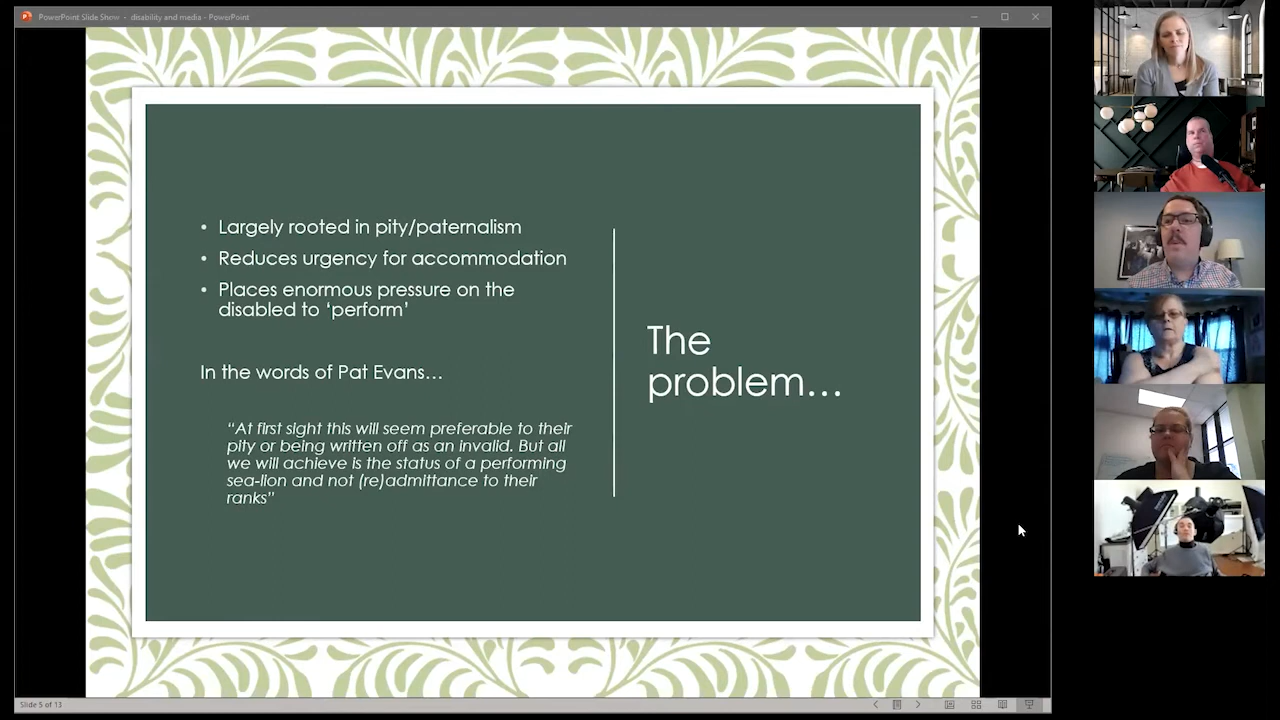 PowerPoint Slide Show - disability and media - PowerPoint
• Largely rooted in pity/paternalism
• Reduces urgency for accommodation
• Places enormous pressure on the
disabled to ‘perform’
In the words of Pat Evans…
“At first sight this will seem preferable to their
pity or being written off as an invalid. But all
we will achieve is the status of a performing
sea-lion and not (re)admittance to their
ranks”
The
problem…
Slide 5 of 13